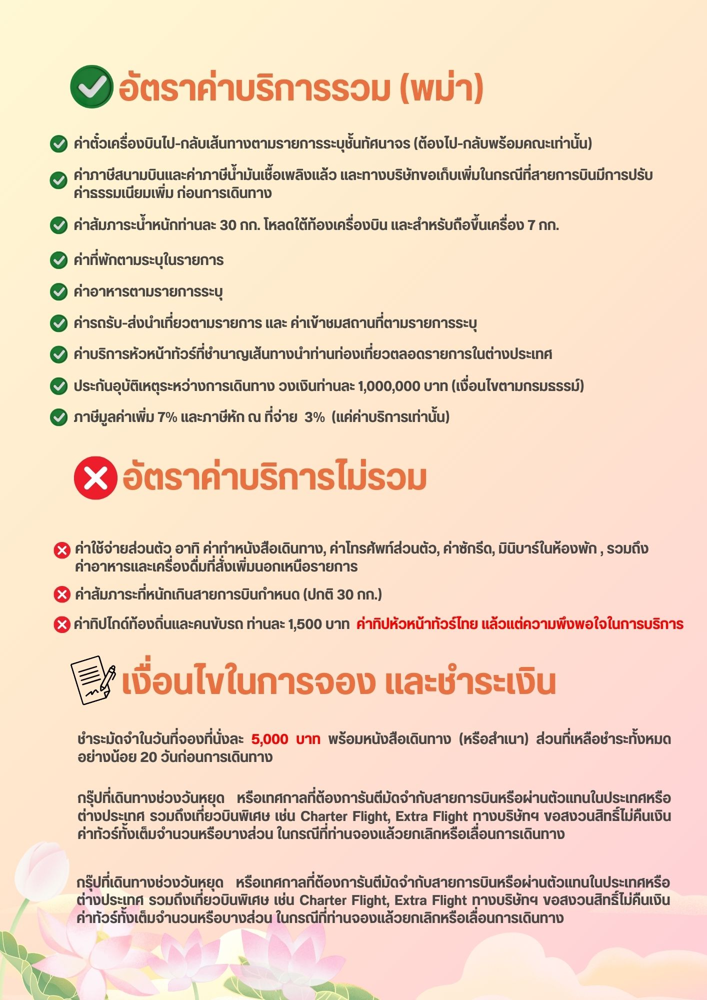 อัตราค่าบริการรวม (พม่า)
ค่าตั๋วเครื่องบินไป-กลับเส้นทางตามรายการระบุชั้นทัศนาจร (ต้องไป-กลับพร้อมคณะเท่านั้น)
ค่าภาษีสนามบินและค่าภาษีน้ำมันเชื้อเพลิงแล้ว และทางบริษัทขอเก็บเพิ่มในกรณีที่สายการบินมีการปรับ
ค่าธรรมเนียมเพิ่ม ก่อนการเดินทาง
ค่าสัมภาระน้ำหนักท่านละ 30 กก. โหลดใต้ท้องเครื่องบิน และสำหรับถือขึ้นเครื่อง 7 กก.
ค่าที่พักตามระบุในรายการ
ค่าอาหารตามรายการระบุ
ค่ารถรับ-ส่งนำเที่ยวตามรายการ และ ค่าเข้าชมสถานที่ตามรายการระบุ
ค่าบริการหัวหน้าทัวร์ที่ชำนาญเส้นทางนำท่านท่องเที่ยวตลอดรายการในต่างประเทศ
ประกันอุบัติเหตุระหว่างการเดินทาง วงเงินท่านละ 1,000,000 บาท (เงื่อนไขตามกรมธรรม์)
ภาษีมูลค่าเพิ่ม 7% และภาษีหัก ณ ที่จ่าย 3% (แค่ค่าบริการเท่านั้น)
อัตราค่าบริการไม่รวม
ค่าใช้จ่ายส่วนตัว อาทิ ค่าทำหนังสือเดินทาง, ค่าโทรศัพท์ส่วนตัว, ค่าซักรีด, มินิบาร์ในห้องพัก , รวมถึง
ค่าอาหารและเครื่องดื่มที่สั่งเพิ่มนอกเหนือรายการ
ค่าสัมภาระที่หนักเกินสายการบินกำหนด (ปกติ 30 กก.)
ค่าทิปไกด์ท้องถิ่นและคนขับรถ ท่านละ 1,500 บาท ค่าทิปหัวหน้าทัวร์ไทย แล้วแต่ความพึงพอใจในการบริการ
เงื่อนไขในการจอง และชำระเงิน
ชำระมัดจำในวันที่จองที่นั่งละ 5,000 บาท พร้อมหนังสือเดินทาง (หรือสำเนา) ส่วนที่เหลือชำระทั้งหมด
อย่างน้อย 20 วันก่อนการเดินทาง
กรุ๊ปที่เดินทางช่วงวันหยุด หรือเทศกาลที่ต้องการันตีมัดจำกับสายการบินหรือผ่านตัวแทนในประเทศหรือ
ต่างประเทศ รวมถึงเที่ยวบินพิเศษ เช่น Charter Flight, Extra Flight ทางบริษัทฯ ขอสงวนสิทธิ์ไม่คืนเงิน
ค่าทัวร์ทั้งเต็มจำนวนหรือบางส่วน ในกรณีที่ท่านจองแล้วยกเลิกหรือเลื่อนการเดินทาง
กรุ๊ปที่เดินทางช่วงวันหยุด หรือเทศกาลที่ต้องการันตีมัดจำกับสายการบินหรือผ่านตัวแทนในประเทศหรือ
ต่างประเทศ รวมถึงเที่ยวบินพิเศษ เช่น Charter Flight, Extra Flight ทางบริษัทฯ ขอสงวนสิทธิ์ไม่คืนเงิน
ค่าทัวร์ทั้งเต็มจำนวนหรือบางส่วน ในกรณีที่ท่านจองแล้วยกเลิกหรือเลื่อนการเดินทาง